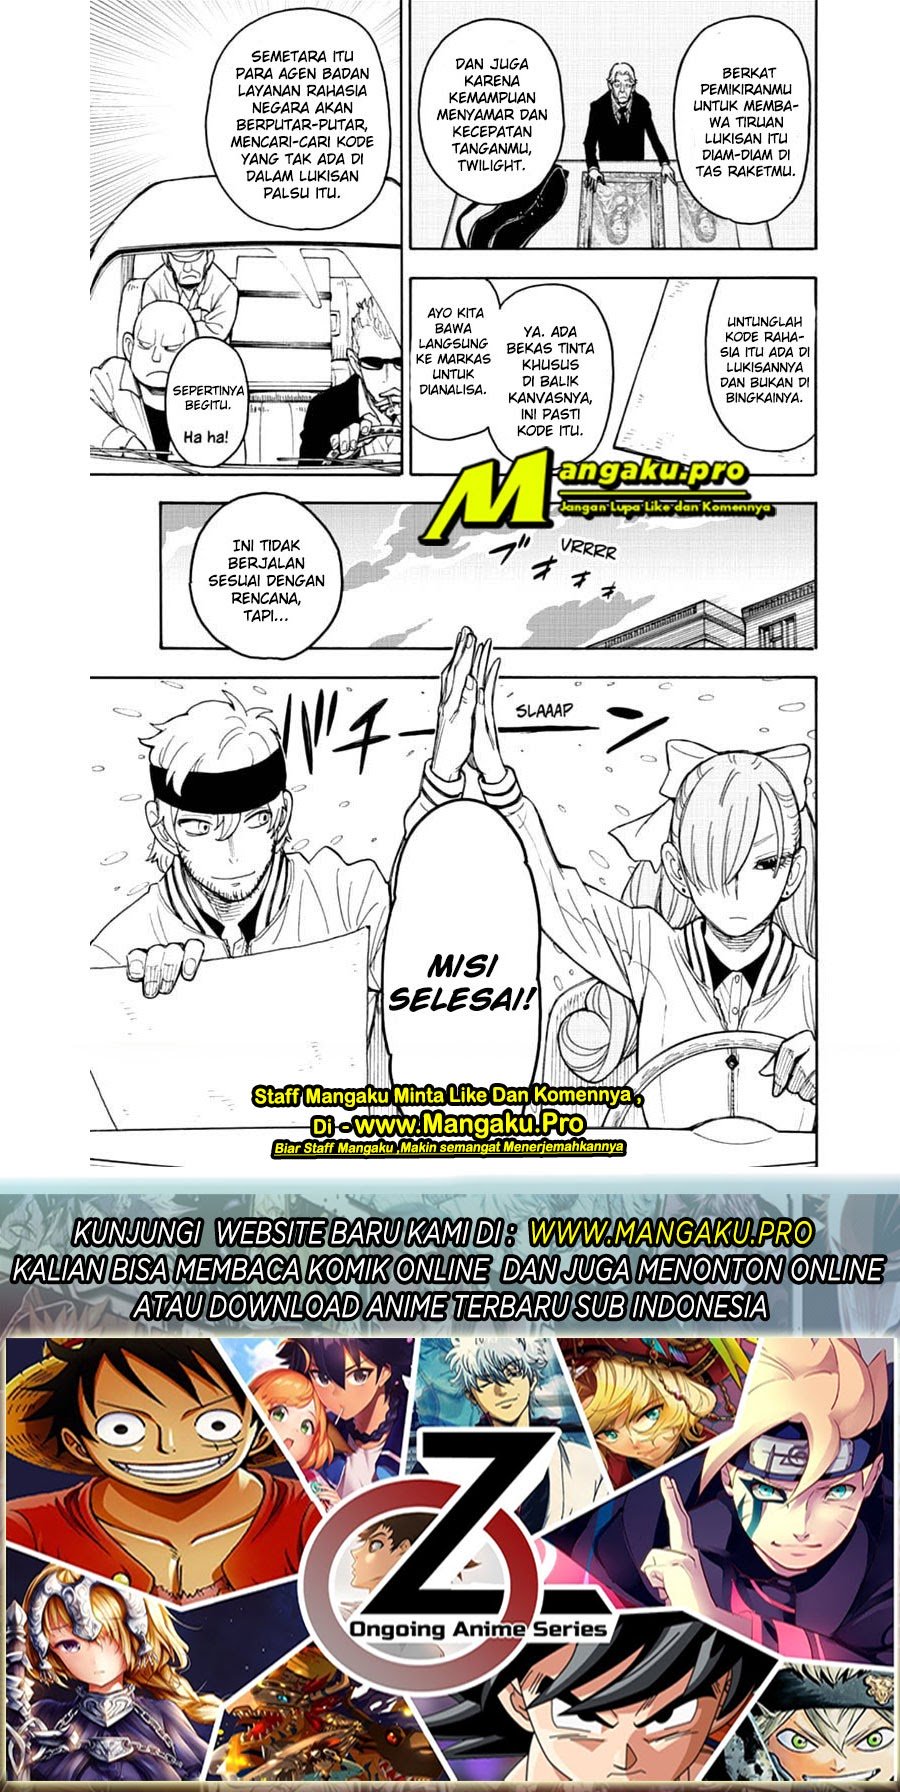 BERKAT
PEMIKIRANMU
UNTUK MEMBA-
WA TIRUAN
LUKISAN ITU
DIAM-DIAM DI
TAS RAKETMU.
DAN JUGA
KARENA
KEMAMPUAN
MENYAMAR DAN
KECEPATAN
TANGANMU,
TWILIGHT.
UNTUNGLAH
KODE RAHA-
SIA ITU ADA DI
LUKISANNYA
DAN BUKAN DI
BINGKAINYA.
YA. ADA
BEKAS TINTA
KHUSUS
DI BALIK
KANVASNYA,
INI PASTI
KODE ITU.
AYO KITA
BAWA
LANGSUNG
KE MARKAS
UNTUK
DIANALISA.
SEMETARA ITU
PARA AGEN BADAN
LAYANAN RAHASIA
NEGARA AKAN
BERPUTAR-PUTAR,
MENCARI-CARI KODE
YANG TAK ADA DI
DALAM LUKISAN
PALSU ITU.
SEPERTINYA
BEGITU.
Ha ha!
Mangaku.pro
Jangan Lupa Like dan Komennya
VRRRR
ブキキ
INI TIDAK
BERJALAN
SESUAI DENGAN
RENCANA,
TAPI...
SLAAAP
バチーン
MISI
SELESAI!
Staff Mangaku Minta Like Dan Komennya ,
Di - www.Mangaku.Pro
Biar Staff Mangaku ,Makin semangat Menerjemahkannya
KUNJUNGI WEBSITE BARU KAMI DI : WWW.MANGAKU.PRO
KALIAN BISA MEMBACA KOMIK ONLINE DAN JUGA MENONTON ONLINE
ATAU DOWNLOAD ANIME TERBARU SUB INDONESIA
Z
Ongoing Anime Series